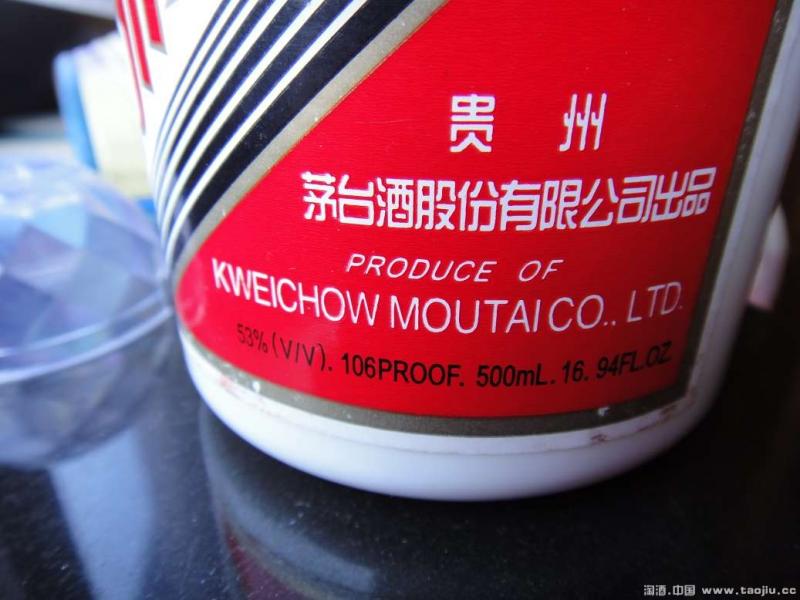 贵 州
茅台酒股份有限公司出品
PRODUCE OF
KWEICHOW MOUTAI CO., LTD.
53% (V/V). 106PROOF. 500mL. 16. 94FL.OZ
淘酒.中国 www.taojiu.cc